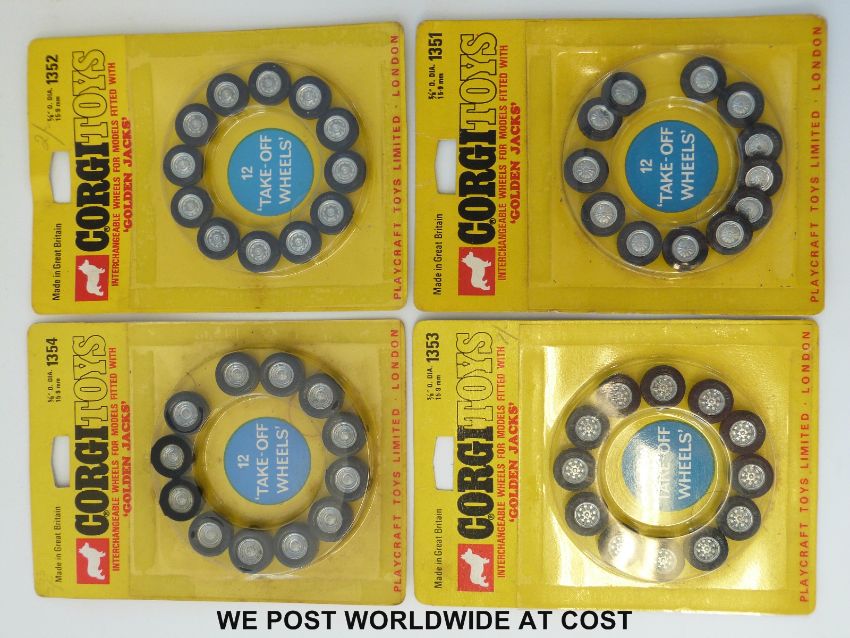 1352
⅝" O. DIA.
15·9 mm
CORGI TOYS
®
INTERCHANGEABLE WHEELS FOR MODELS FITTED WITH
'GOLDEN JACKS'
Made in Great Britain
12
'TAKE-OFF
WHEELS'
PLAYCRAFT TOYS LIMITED · LONDON
1351
⅝" O. DIA.
15·9 mm
CORGI TOYS
®
INTERCHANGEABLE WHEELS FOR MODELS FITTED WITH
'GOLDEN JACKS'
Made in Great Britain
12
'TAKE-OFF
WHEELS'
PLAYCRAFT TOYS LIMITED · LONDON
1354
⅝" O. DIA.
15·9 mm
CORGI TOYS
®
INTERCHANGEABLE WHEELS FOR MODELS FITTED WITH
'GOLDEN JACKS'
Made in Great Britain
12
'TAKE-OFF
WHEELS'
PLAYCRAFT TOYS LIMITED · LONDON
1353
⅝" O. DIA.
15·9 mm
CORGI TOYS
®
INTERCHANGEABLE WHEELS FOR MODELS FITTED WITH
'GOLDEN JACKS'
Made in Great Britain
12
'TAKE-OFF
WHEELS'
PLAYCRAFT TOYS LIMITED · LONDON
WE POST WORLDWIDE AT COST